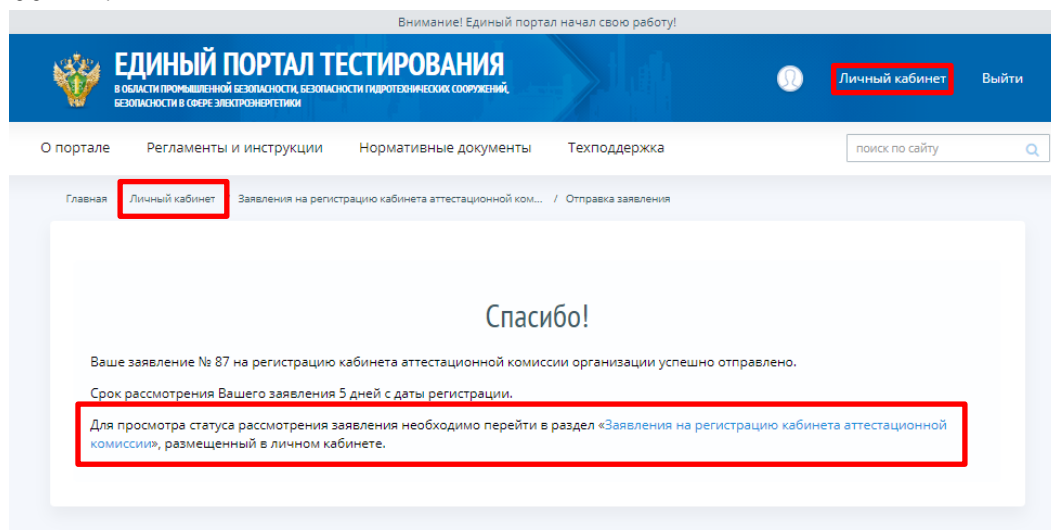 Внимание! Единый портал начал свою работу!
ЕДИНЫЙ ПОРТАЛ ТЕСТИРОВАНИЯ
В ОБЛАСТИ ПРОМЫШЛЕННОЙ БЕЗОПАСНОСТИ, БЕЗОПАСНОСТИ ГИДРОТЕХНИЧЕСКИХ СООРУЖЕНИЙ,
БЕЗОПАСНОСТИ В СФЕРЕ ЭЛЕКТРОЭНЕРГЕТИКИ
Личный кабинет Выйти
О портале Регламенты и инструкции Нормативные документы Техподдержка поиск по сайту
Главная Личный кабинет / Заявления на регистрацию кабинета аттестационной ком... / Отправка заявления
Спасибо!
Ваше заявление № 87 на регистрацию кабинета аттестационной комиссии организации успешно отправлено.
Срок рассмотрения Вашего заявления 5 дней с даты регистрации.
Для просмотра статуса рассмотрения заявления необходимо перейти в раздел «Заявления на регистрацию кабинета аттестационной
комиссии», размещенный в личном кабинете.